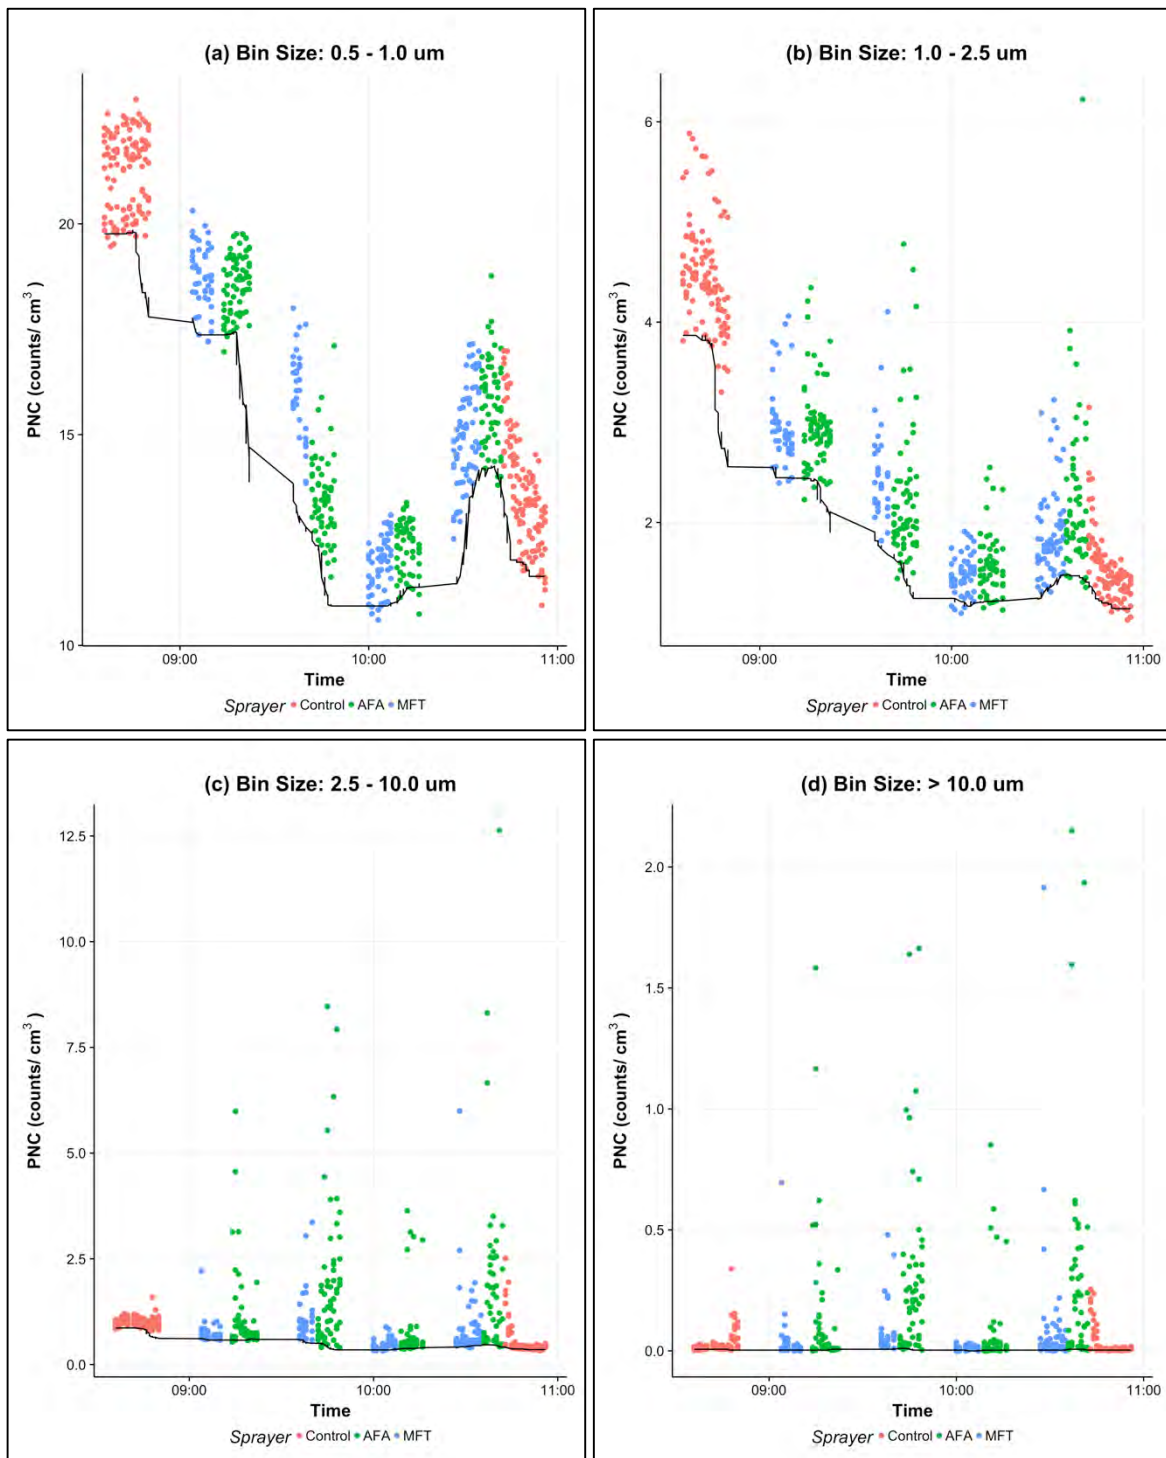 (a) Bin Size: 0.5 - 1.0 um
PNC (counts/ cm3)
20
15
10
09:00 10:00 11:00
Time
Sprayer Control AFA MFT
(b) Bin Size: 1.0 - 2.5 um
PNC (counts/ cm3)
6
4
2
09:00 10:00 11:00
Time
Sprayer Control AFA MFT
(c) Bin Size: 2.5 - 10.0 um
PNC (counts/ cm3)
12.5
10.0
7.5
5.0
2.5
0.0
09:00 10:00 11:00
Time
Sprayer Control AFA MFT
(d) Bin Size: > 10.0 um
PNC (counts/ cm3)
2.0
1.5
1.0
0.5
0.0
09:00 10:00 11:00
Time
Sprayer Control AFA MFT